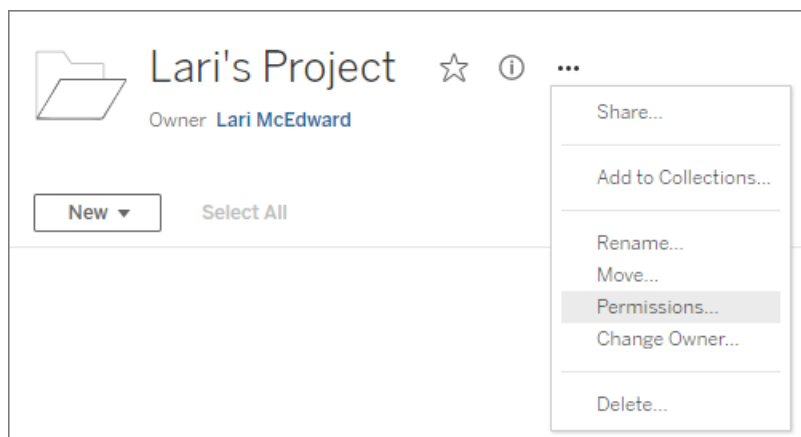 Lari's Project
Owner Lari McEdward
New
Select All
Share...
Add to Collections...
Rename...
Move...
Permissions...
Change Owner...
Delete...